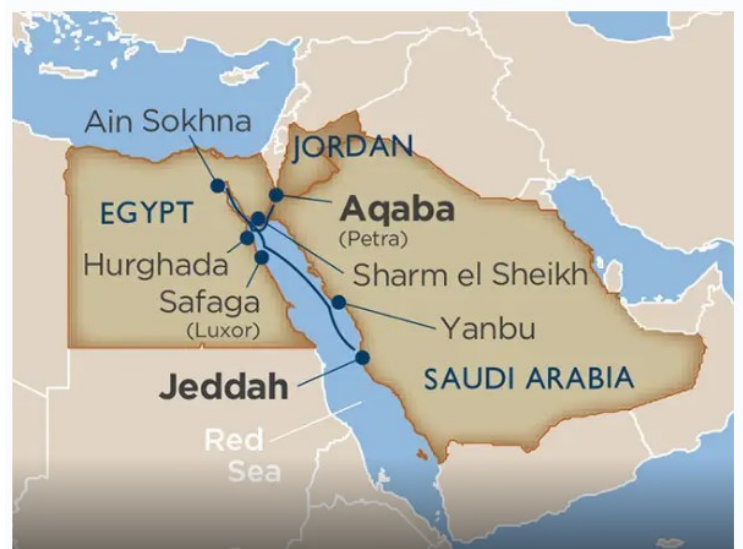 Ain Sokhna
JORDAN
EGYPT
Aqaba
(Petra)
Hurghada
Sharm el Sheikh
Safaga
(Luxor)
Yanbu
Jeddah
SAUDI ARABIA
Red
Sea